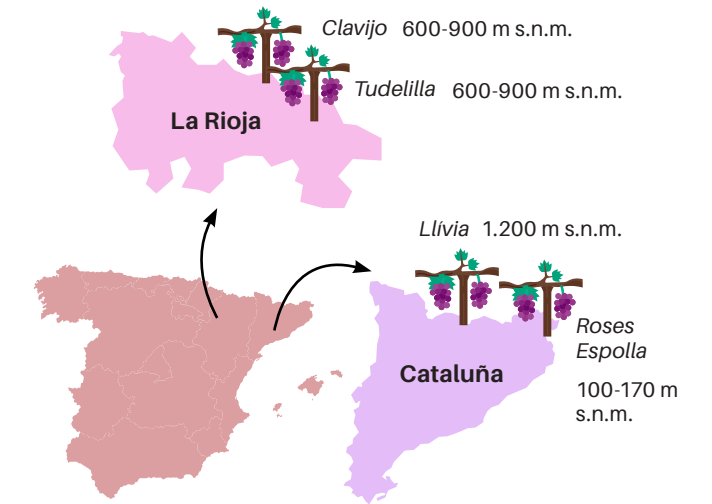 Clavijo 600-900 m s.n.m.
Tudelilla 600-900 m s.n.m.
La Rioja
Llívia 1.200 m s.n.m.
Roses
Espolla
100-170 m
s.n.m.
Cataluña